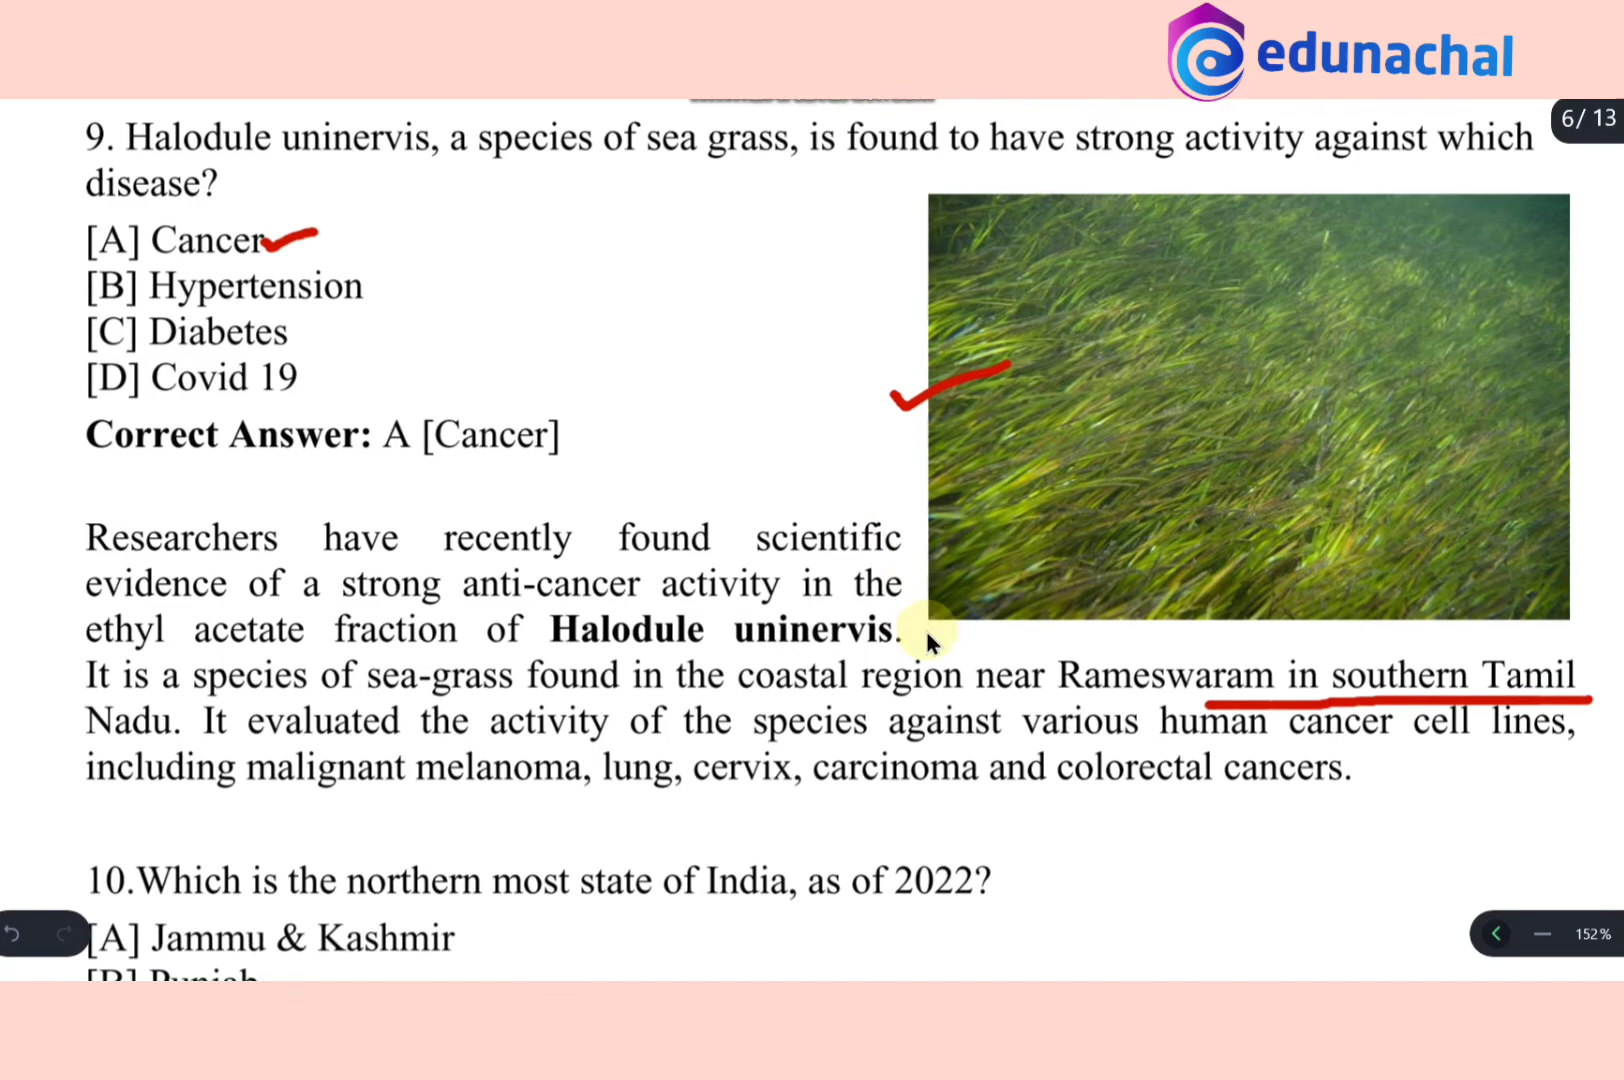 edunachal
6/ 13
9. Halodule uninervis, a species of sea grass, is found to have strong activity against which
disease?
[A] Cancer
[B] Hypertension
[C] Diabetes
[D] Covid 19
Correct Answer: A [Cancer]
Researchers have recently found scientific
evidence of a strong anti-cancer activity in the
ethyl acetate fraction of Halodule uninervis.
It is a species of sea-grass found in the coastal region near Rameswaram in southern Tamil
Nadu. It evaluated the activity of the species against various human cancer cell lines,
including malignant melanoma, lung, cervix, carcinoma and colorectal cancers.
10.Which is the northern most state of India, as of 2022?
[A] Jammu & Kashmir
[B] Punjab
152%